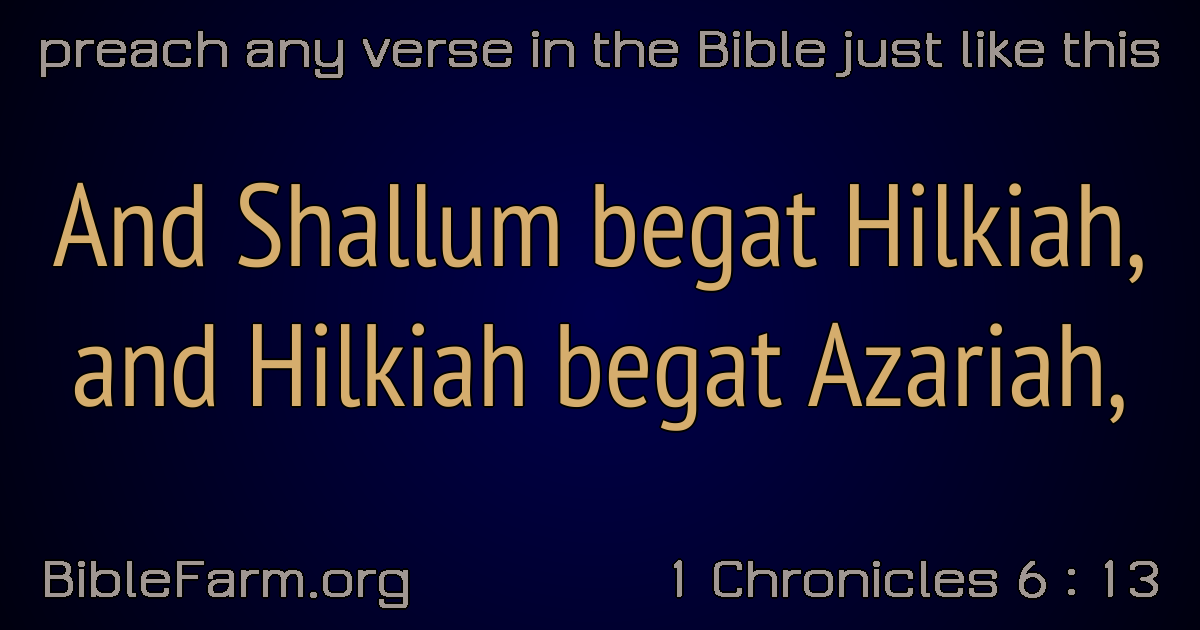 preach any verse in the Bible just like this
And Shallum begat Hilkiah,
and Hilkiah begat Azariah,
BibleFarm.org
1 Chronicles 6 : 13